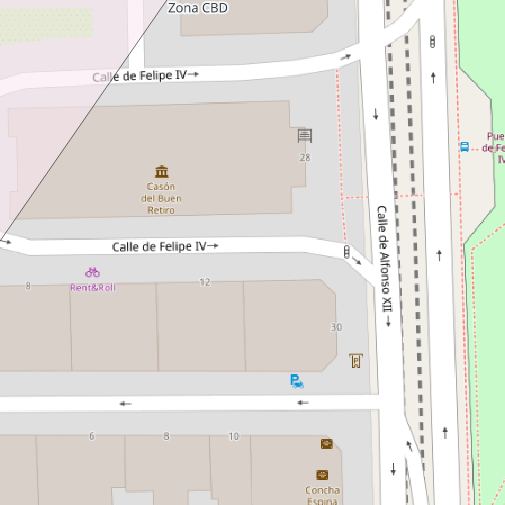 Zona CBD
Calle de Felipe IV
28
Casón
del Buen
Retiro
Calle de Felipe IV
Calle de Alfonso XII
Rent&Roll
8
12
30
6
8
10
Concha
Espina